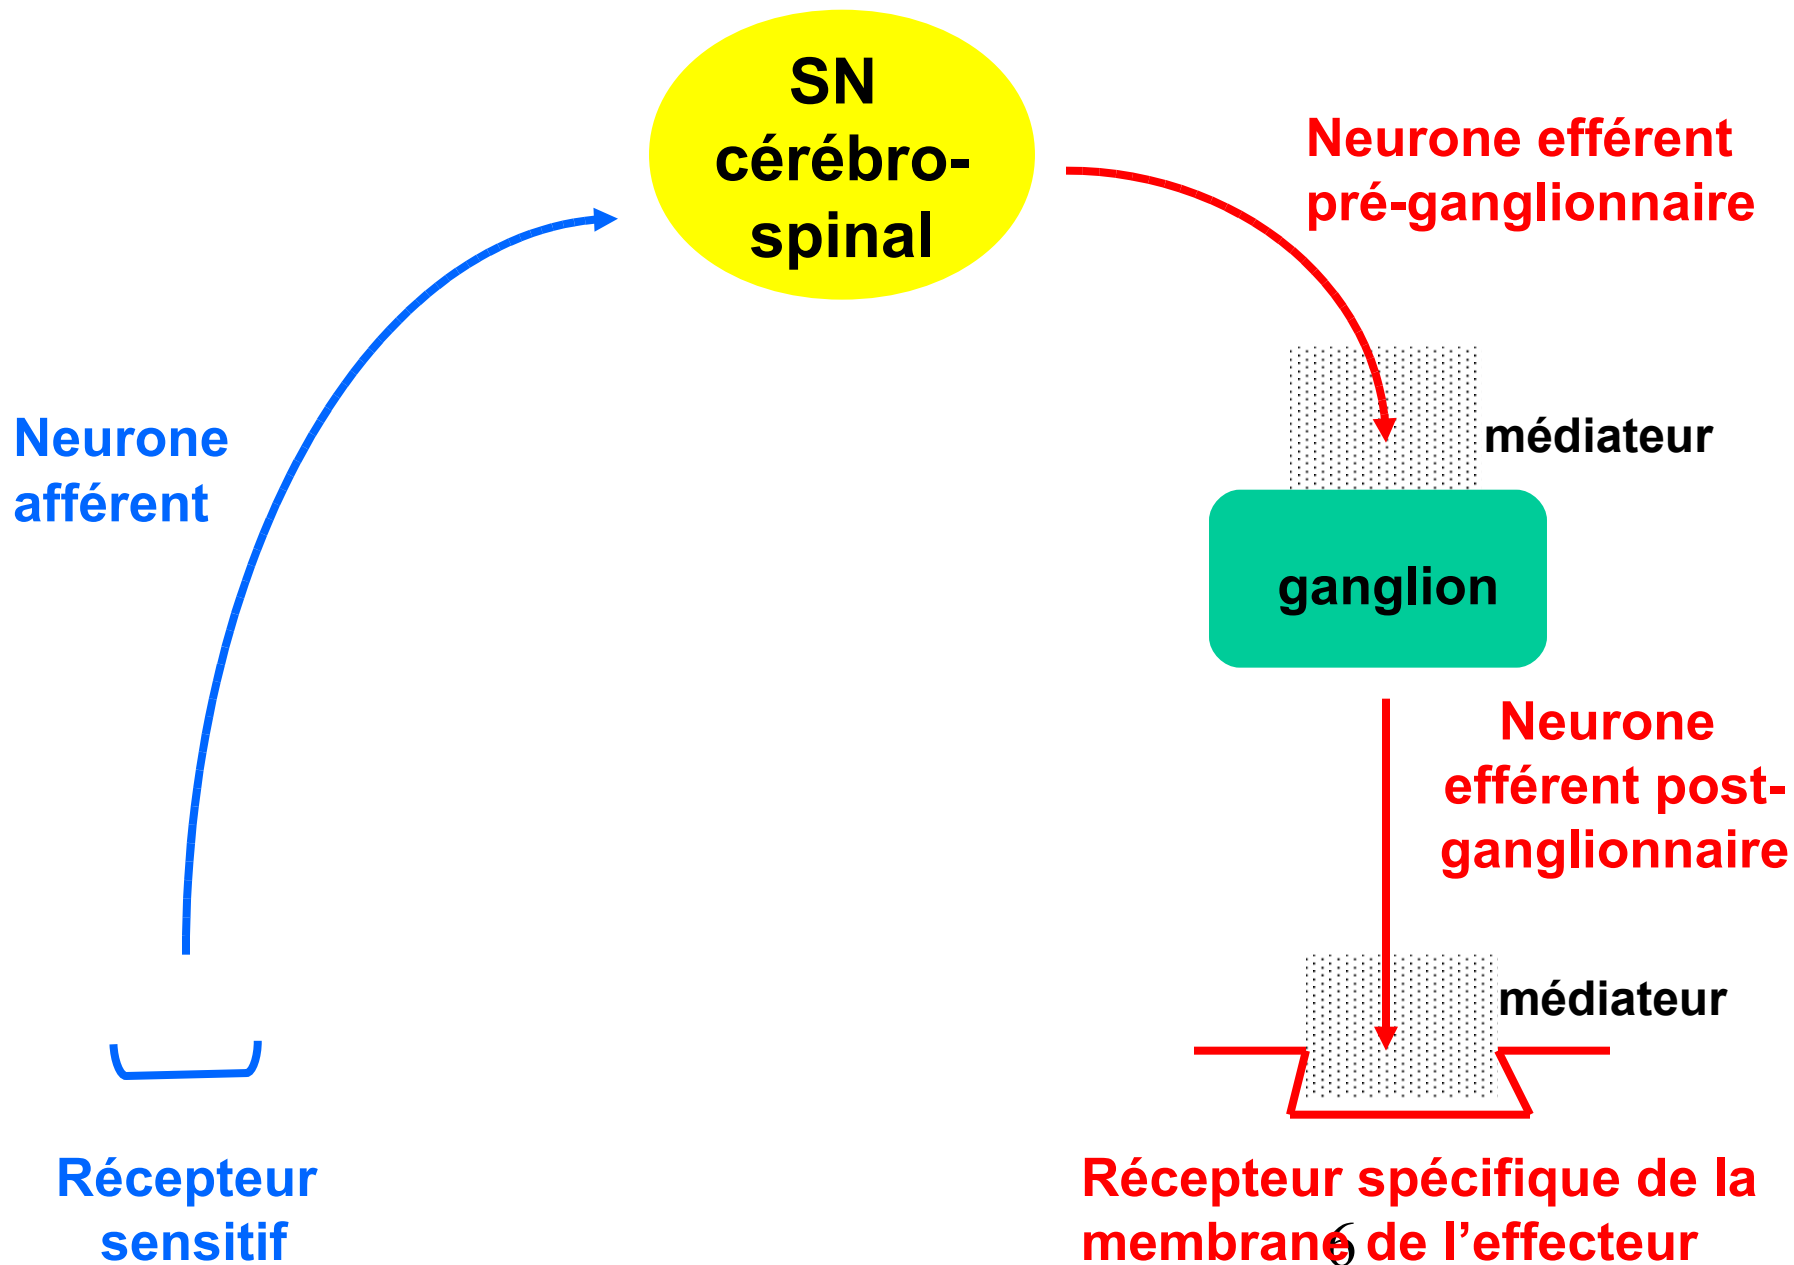 SN
cérébro-
spinal
Neurone efférent
pré-ganglionnaire
Neurone
afférent
médiateur
ganglion
Neurone
efférent post-
ganglionnaire
médiateur
Récepteur
sensitif
Récepteur spécifique de la
membrane de l’effecteur
6